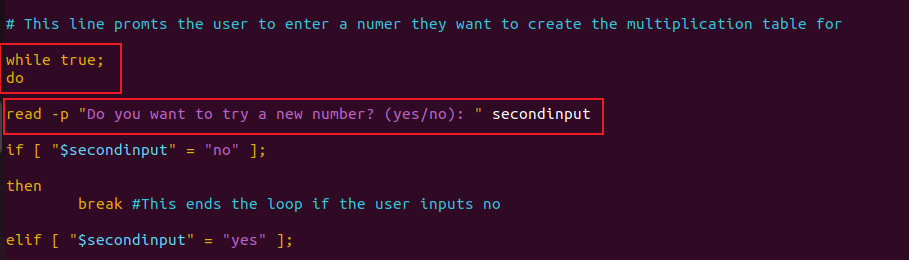 # This line promts the user to enter a numer they want to create the multiplication table for
while true;
do
read -p "Do you want to try a new number? (yes/no): " secondinput
if [ "$secondinput" = "no" ];
then
break #This ends the loop if the user inputs no
elif [ "$secondinput" = "yes" ];